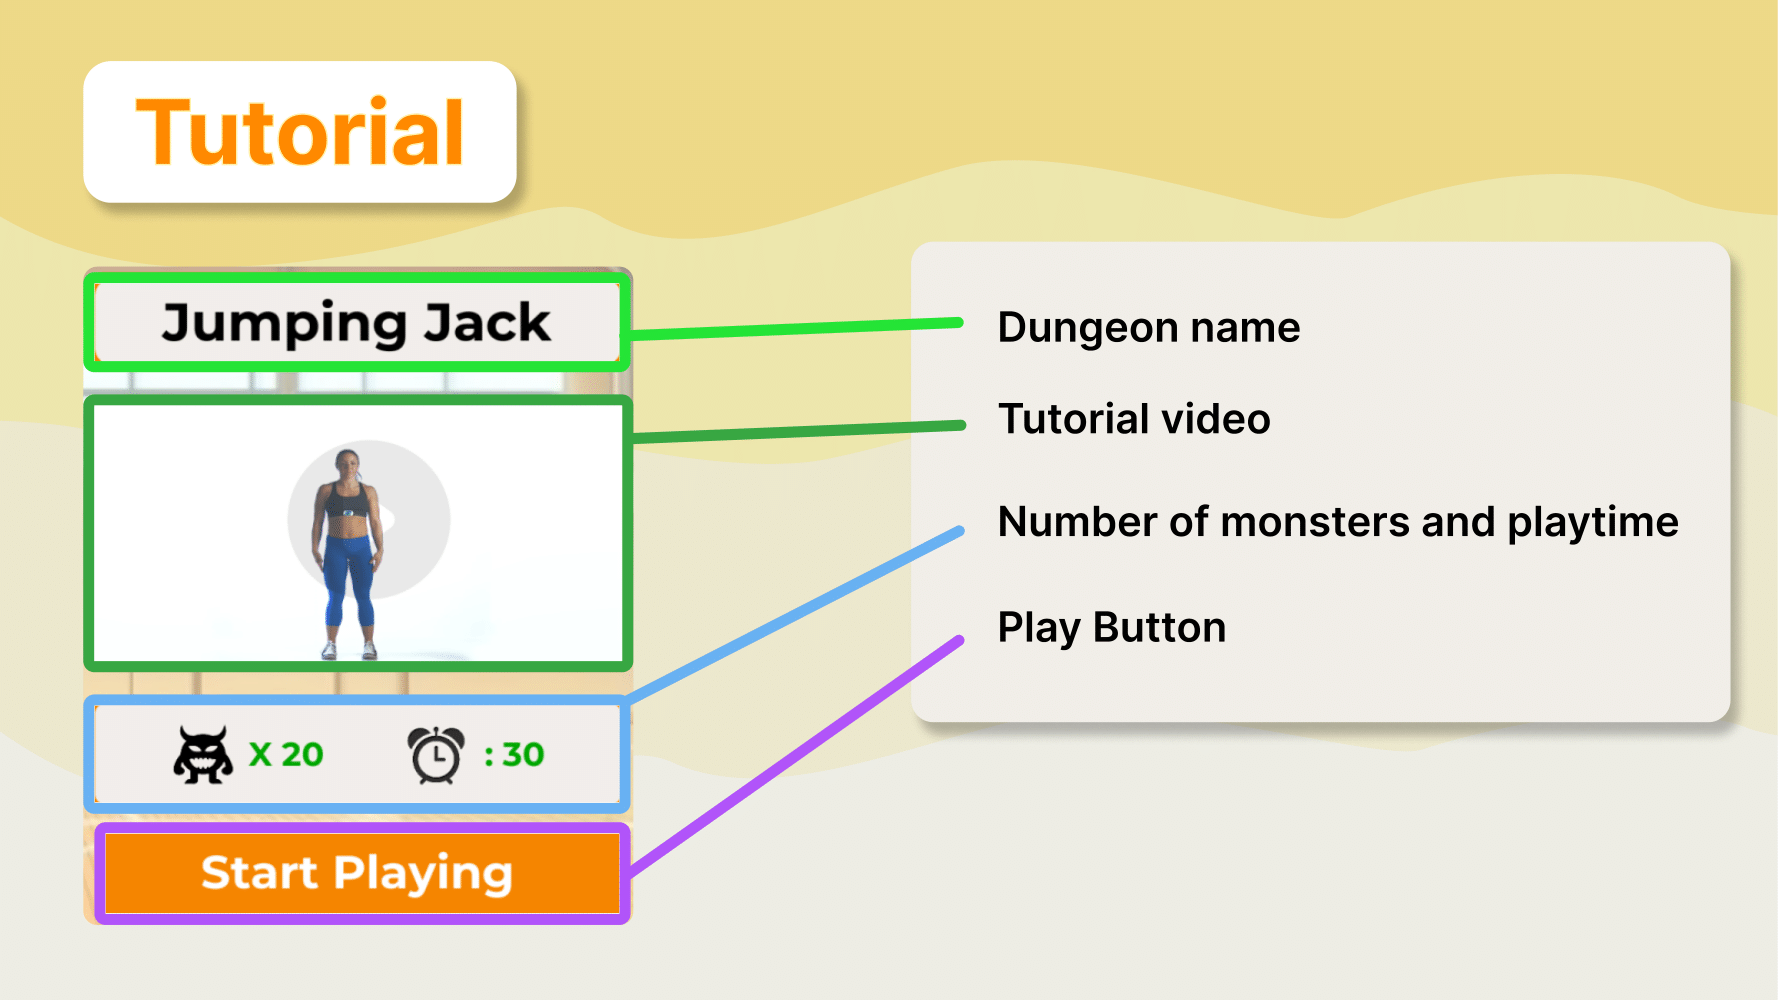 Tutorial
Jumping Jack
X 20
: 30
Start Playing
Dungeon name
Tutorial video
Number of monsters and playtime
Play Button